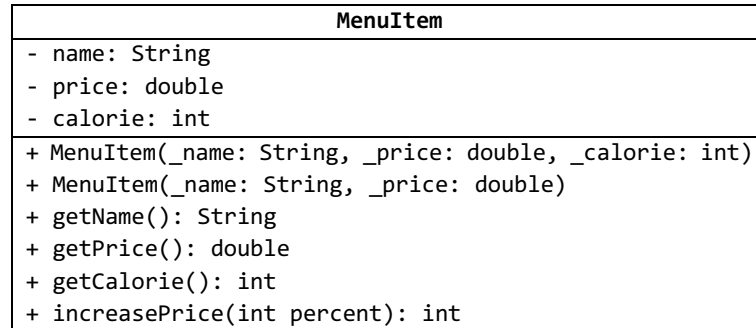 MenuItem
- name: String
- price: double
- calorie: int
+ MenuItem(_name: String, _price: double, _calorie: int)
+ MenuItem(_name: String, _price: double)
+ getName(): String
+ getPrice(): double
+ getCalorie(): int
+ increasePrice(int percent): int